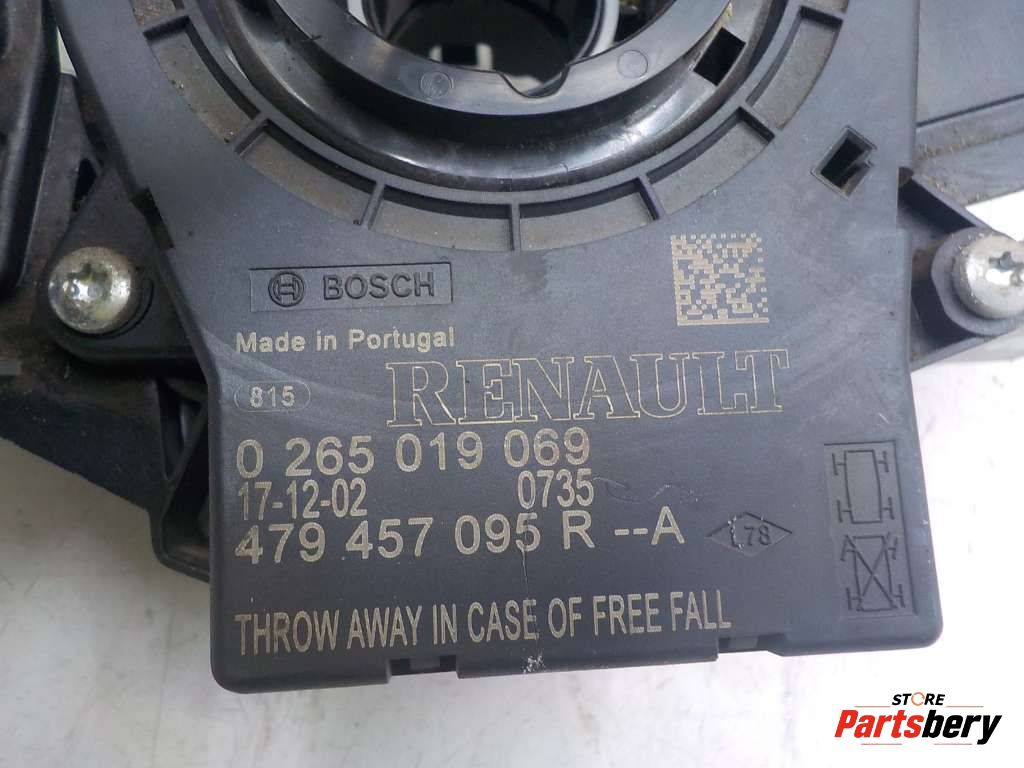 BOSCH
Made in Portugal
815
RENAULT
0 265 019 069
17-12-02 0735
479 457 095 R --A
THROW AWAY IN CASE OF FREE FALL
STORE
Partsbery